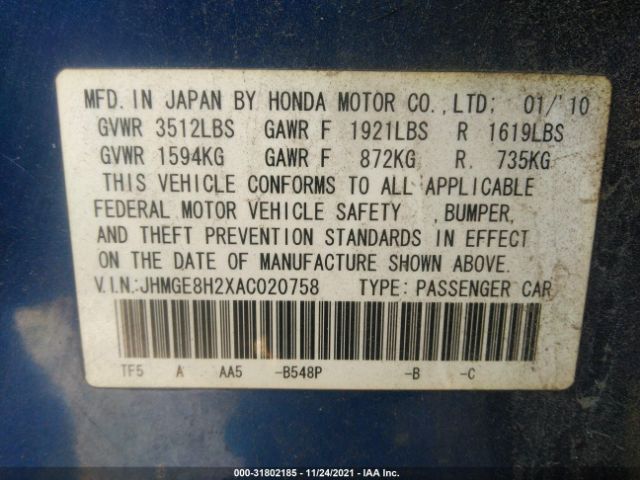 MFD. IN JAPAN BY HONDA MOTOR CO., LTD; 01/'10
GVWR 3512LBS GAWR F 1921LBS R 1619LBS
GVWR 1594KG GAWR F 872KG R. 735KG
THIS VEHICLE CONFORMS TO ALL APPLICABLE
FEDERAL MOTOR VEHICLE SAFETY , BUMPER,
AND THEFT PREVENTION STANDARDS IN EFFECT
ON THE DATE OF MANUFACTURE SHOWN ABOVE.
V.I.N.:JHMGE8H2XAC020758 TYPE: PASSENGER CAR
TF5 A AA5 -B548P -B -C
000-31802185 - 11/24/2021 - IAA Inc.